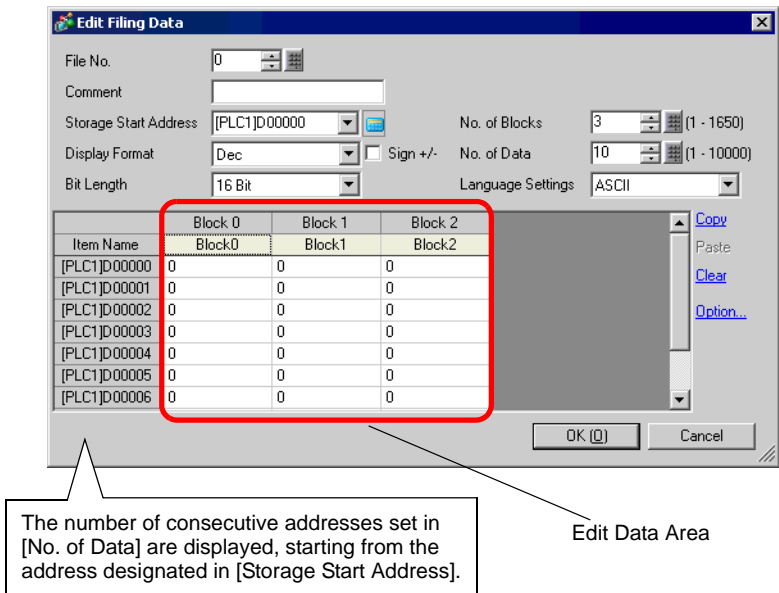 Edit Filing Data
File No. 0
Comment
Storage Start Address [PLC1]D00000 No. of Blocks 3 (1 - 1650)
Display Format Dec Sign +/- No. of Data 10 (1 - 10000)
Bit Length 16 Bit Language Settings ASCII
Block 0 Block 1 Block 2 Copy
Item Name Block0 Block1 Block2 Paste
[PLC1]D00000 0 0 0 Clear
[PLC1]D00001 0 0 0
[PLC1]D00002 0 0 0 Option...
[PLC1]D00003 0 0 0
[PLC1]D00004 0 0 0
[PLC1]D00005 0 0 0
[PLC1]D00006 0 0 0
OK (O) Cancel
The number of consecutive addresses set in
[No. of Data] are displayed, starting from the
address designated in [Storage Start Address].
Edit Data Area